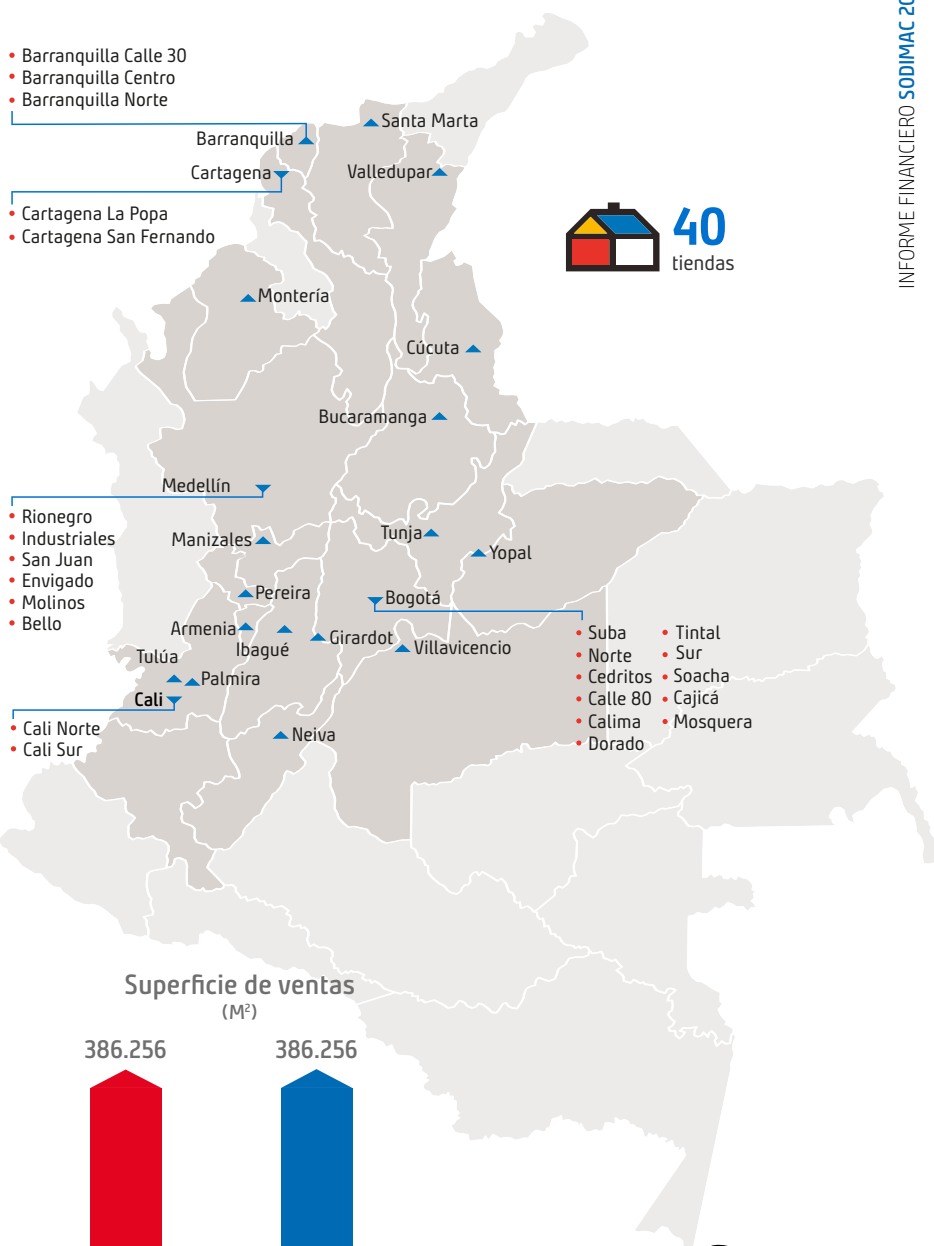 INFORME FINANCIERO SODIMAC
• Barranquilla Calle 30
• Barranquilla Centro
• Barranquilla Norte
Santa Marta
Barranquilla
Cartagena
Valledupar
• Cartagena La Popa
• Cartagena San Fernando
40
tiendas
Montería
Cúcuta
Bucaramanga
Medellín
• Rionegro
• Industriales
• San Juan
• Envigado
• Molinos
• Bello
Manizales
Tunja
Yopal
Pereira
Bogotá
Armenia
Ibagué
Girardot
Villavicencio
• Suba
• Norte
• Cedritos
• Calle 80
• Calima
• Dorado
• Tintal
• Sur
• Soacha
• Cajicá
• Mosquera
Tulúa
Palmira
Cali
• Cali Norte
• Cali Sur
Neiva
Superficie de ventas
(M²)
386.256
386.256